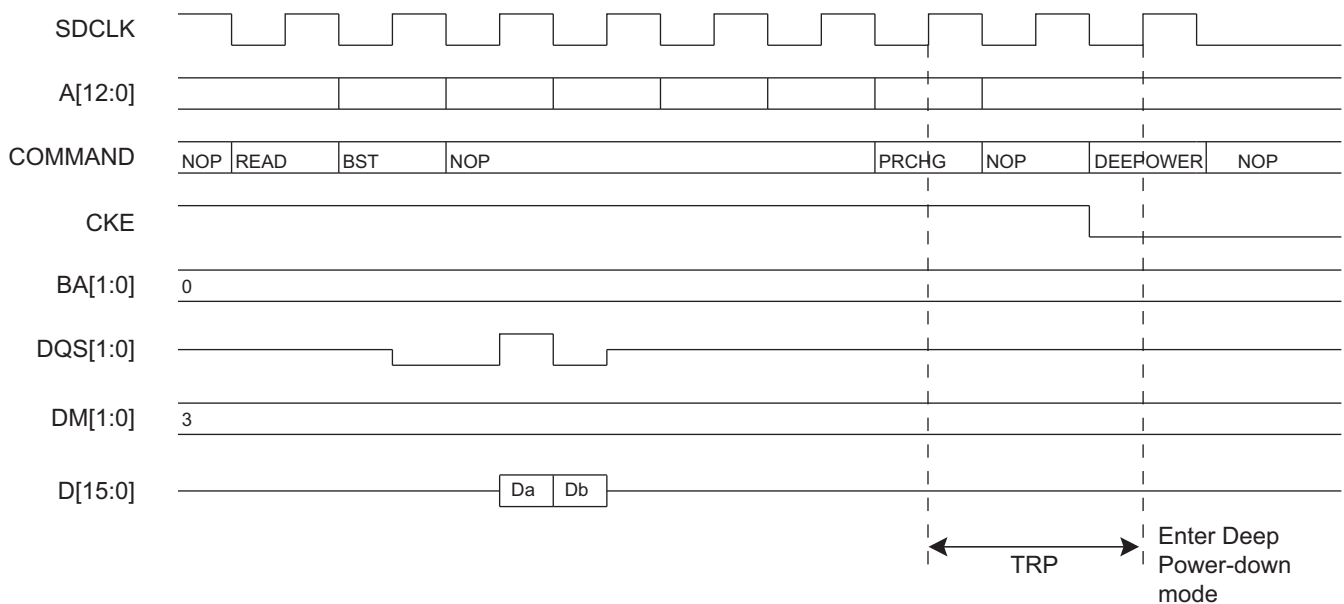 SDCLK
A[12:0]
COMMAND NOP READ BST NOP PRCHG NOP DEEPOWER NOP
CKE
BA[1:0] 0
DQS[1:0]
DM[1:0] 3
D[15:0] Da Db
TRP
Enter Deep
Power-down
mode